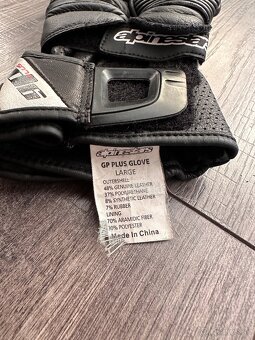 alpinestars
alpinestars
GP PLUS GLOVE
LARGE
OUTERSHELL:
48% GENUINE LEATHER
37% POLYURETHANE
8% SYNTHETIC LEATHER
7% RUBBER
LINING
70% ARAMIDIC FIBER
30% POLYESTER
Made In China